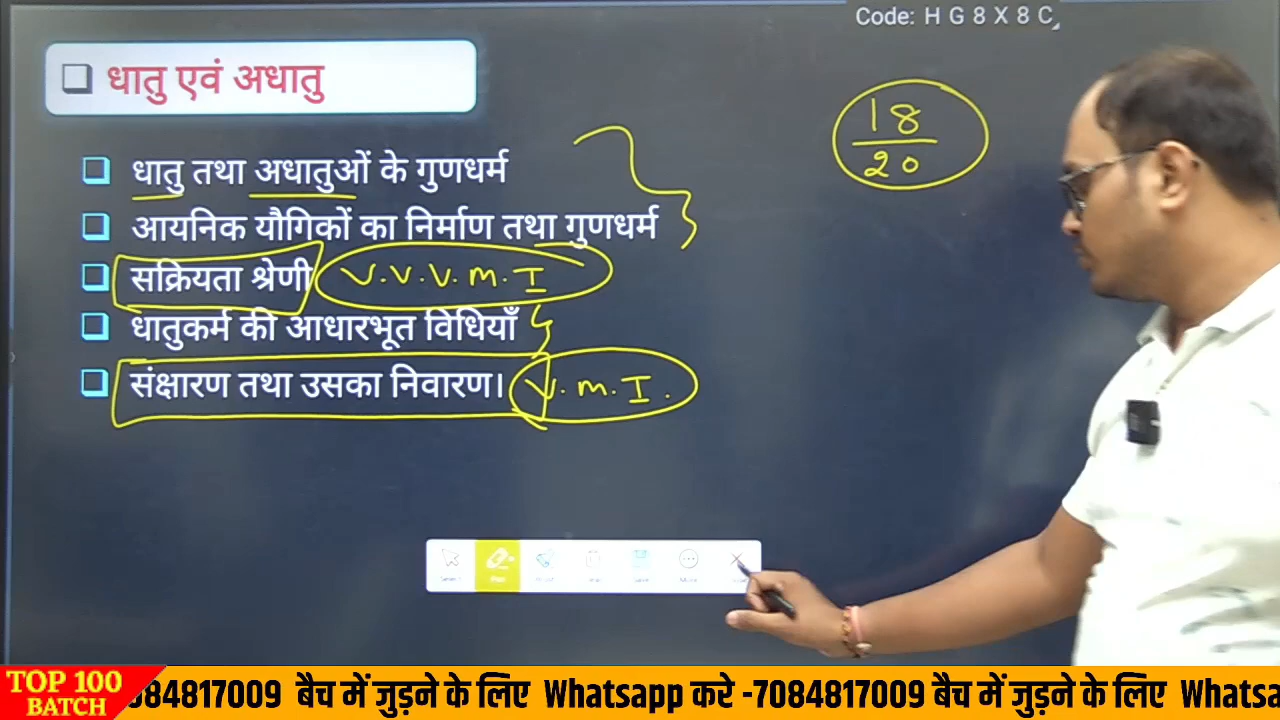 Code: H G 8 X 8 C
धातु एवं अधातु
18
20
धातु तथा अधातुओं के गुणधर्म
आयनिक यौगिकों का निर्माण तथा गुणधर्म
सक्रियता श्रेणी V.V.V.M.I
धातुकर्म की आधारभूत विधियाँ
संक्षारण तथा उसका निवारण। V.M.I.
Select
TOP 100
BATCH
84817009 बैच में जुड़ने के लिए Whatsapp करे -7084817009 बैच में जुड़ने के लिए Whatsa